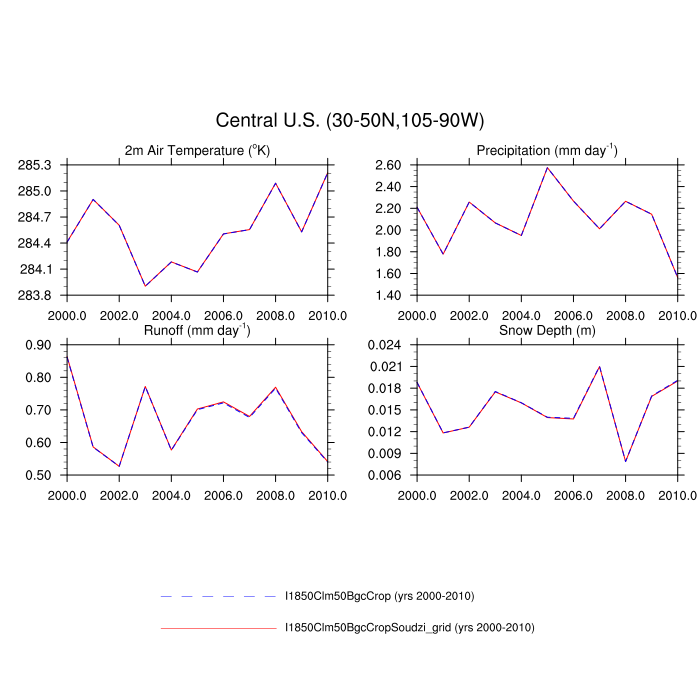 Central U.S. (30-50N,105-90W)
2m Air Temperature (°K)
285.3
285.0
284.7
284.4
284.1
283.8
2000.0 2002.0 2004.0 2006.0 2008.0 2010.0
Precipitation (mm day⁻¹)
2.60
2.40
2.20
2.00
1.80
1.60
1.40
2000.0 2002.0 2004.0 2006.0 2008.0 2010.0
Runoff (mm day⁻¹)
0.90
0.80
0.70
0.60
0.50
2000.0 2002.0 2004.0 2006.0 2008.0 2010.0
Snow Depth (m)
0.024
0.021
0.018
0.015
0.012
0.009
0.006
2000.0 2002.0 2004.0 2006.0 2008.0 2010.0
I1850Clm50BgcCrop (yrs 2000-2010)
I1850Clm50BgcCropSoudzi_grid (yrs 2000-2010)